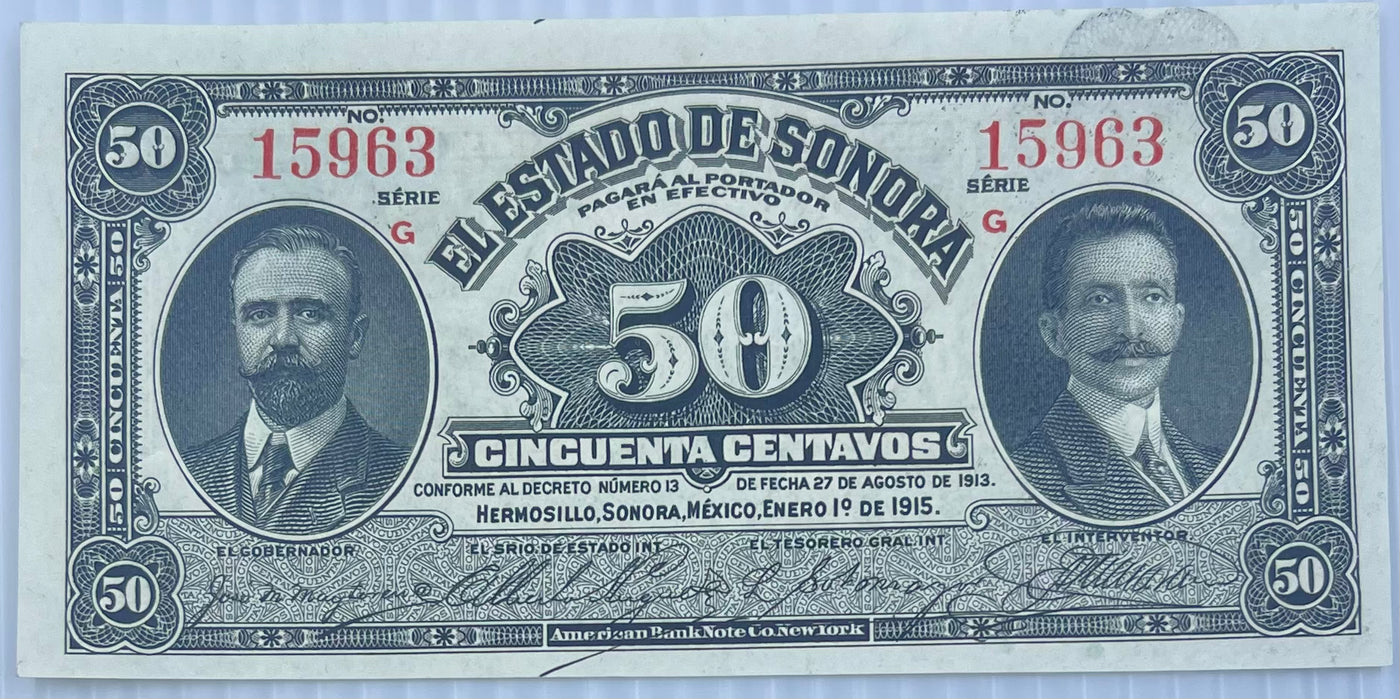 50
50
NO.
15963
SÉRIE
G
NO.
15963
SÉRIE
G
EL ESTADO DE SONORA
PAGARÁ AL PORTADOR
EN EFECTIVO
50
CINCUENTA CENTAVOS
CONFORME AL DECRETO NÚMERO 13 DE FECHA 27 DE AGOSTO DE 1913.
HERMOSILLO, SONORA, MÉXICO, ENERO 1º DE 1915.
50 CINCUENTA 50
50 CINCUENTA 50
EL GOBERNADOR
EL SRIO. DE ESTADO INT.
EL TESORERO GRAL. INT.
EL INTERVENTOR.
50
50
American Bank Note Co. New York